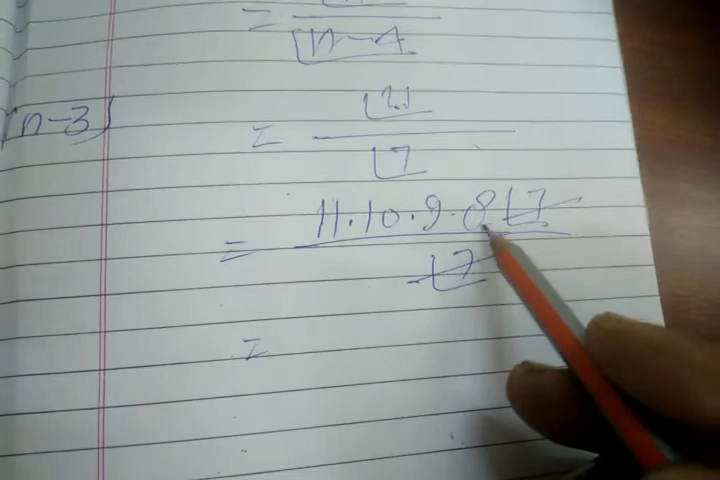 = ⌊n-4
(n-3)
= ⌊11 / ⌊7
= 11.10.9.8⌊7 / ⌊7
=